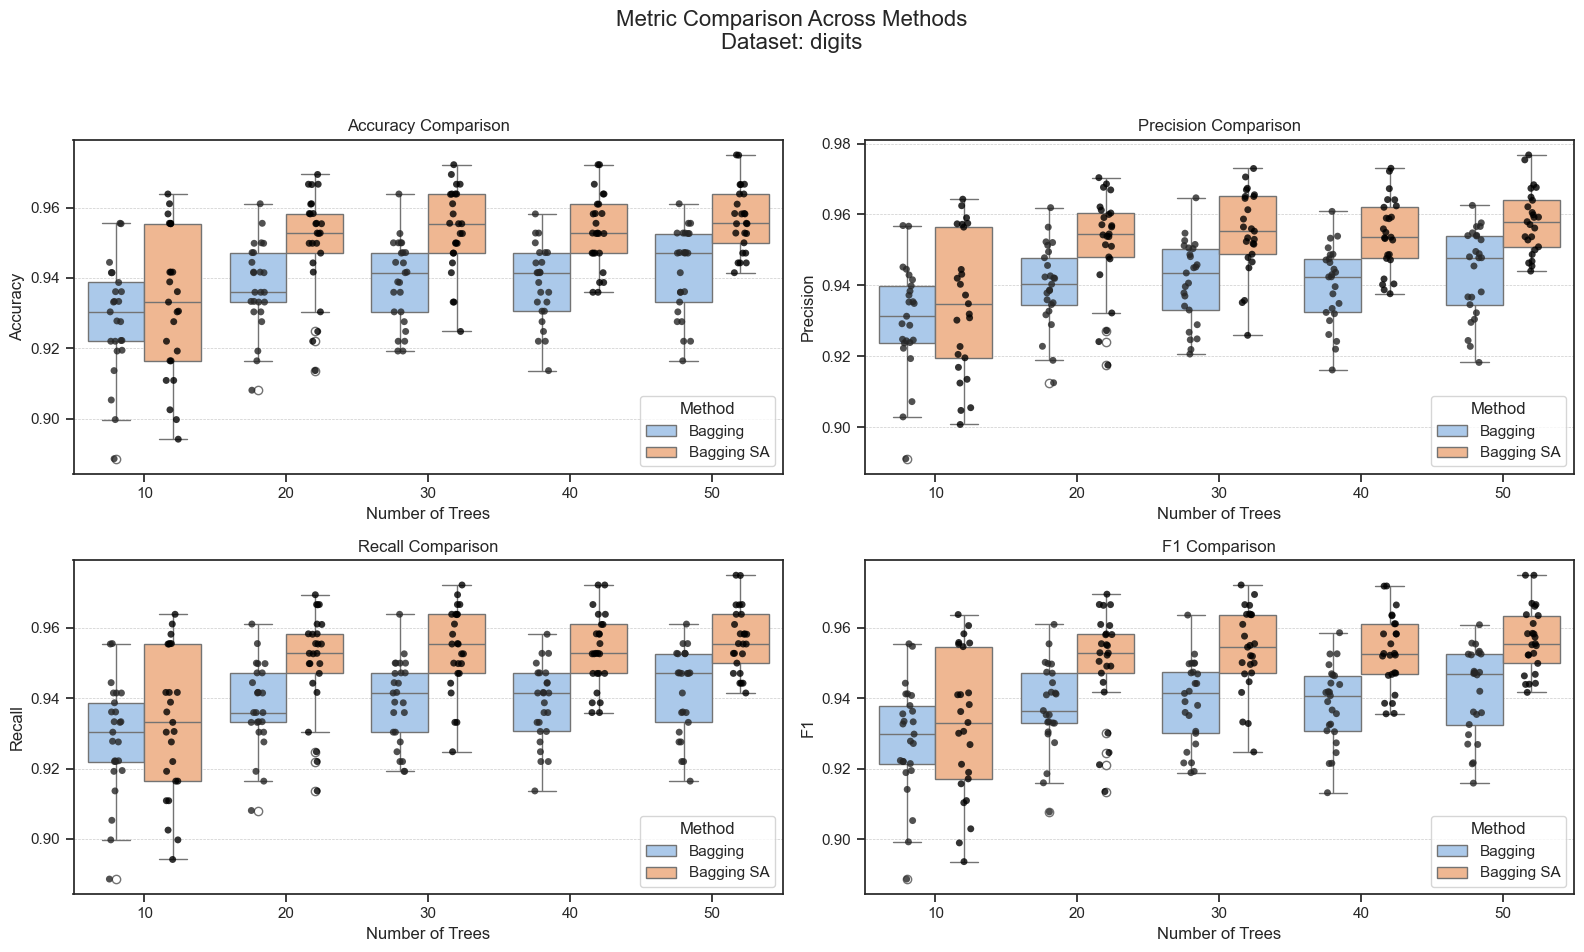 Metric Comparison Across Methods
Dataset: digits
Accuracy Comparison
Accuracy
0.96
0.94
0.92
0.90
10
20
30
40
50
Number of Trees
Method
Bagging
Bagging SA
Precision Comparison
Precision
0.98
0.96
0.94
0.92
0.90
10
20
30
40
50
Number of Trees
Method
Bagging
Bagging SA
Recall Comparison
Recall
0.96
0.94
0.92
0.90
10
20
30
40
50
Number of Trees
Method
Bagging
Bagging SA
F1 Comparison
F1
0.96
0.94
0.92
0.90
10
20
30
40
50
Number of Trees
Method
Bagging
Bagging SA